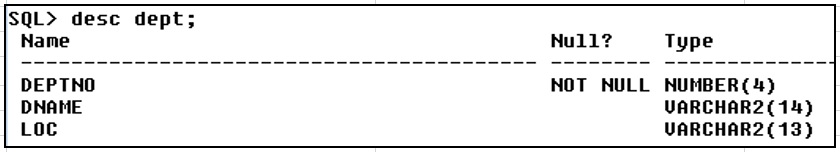 SQL> desc dept;
Name Null? Type
----------------------------------------- -------- ----------------
DEPTNO NOT NULL NUMBER(4)
DNAME VARCHAR2(14)
LOC VARCHAR2(13)